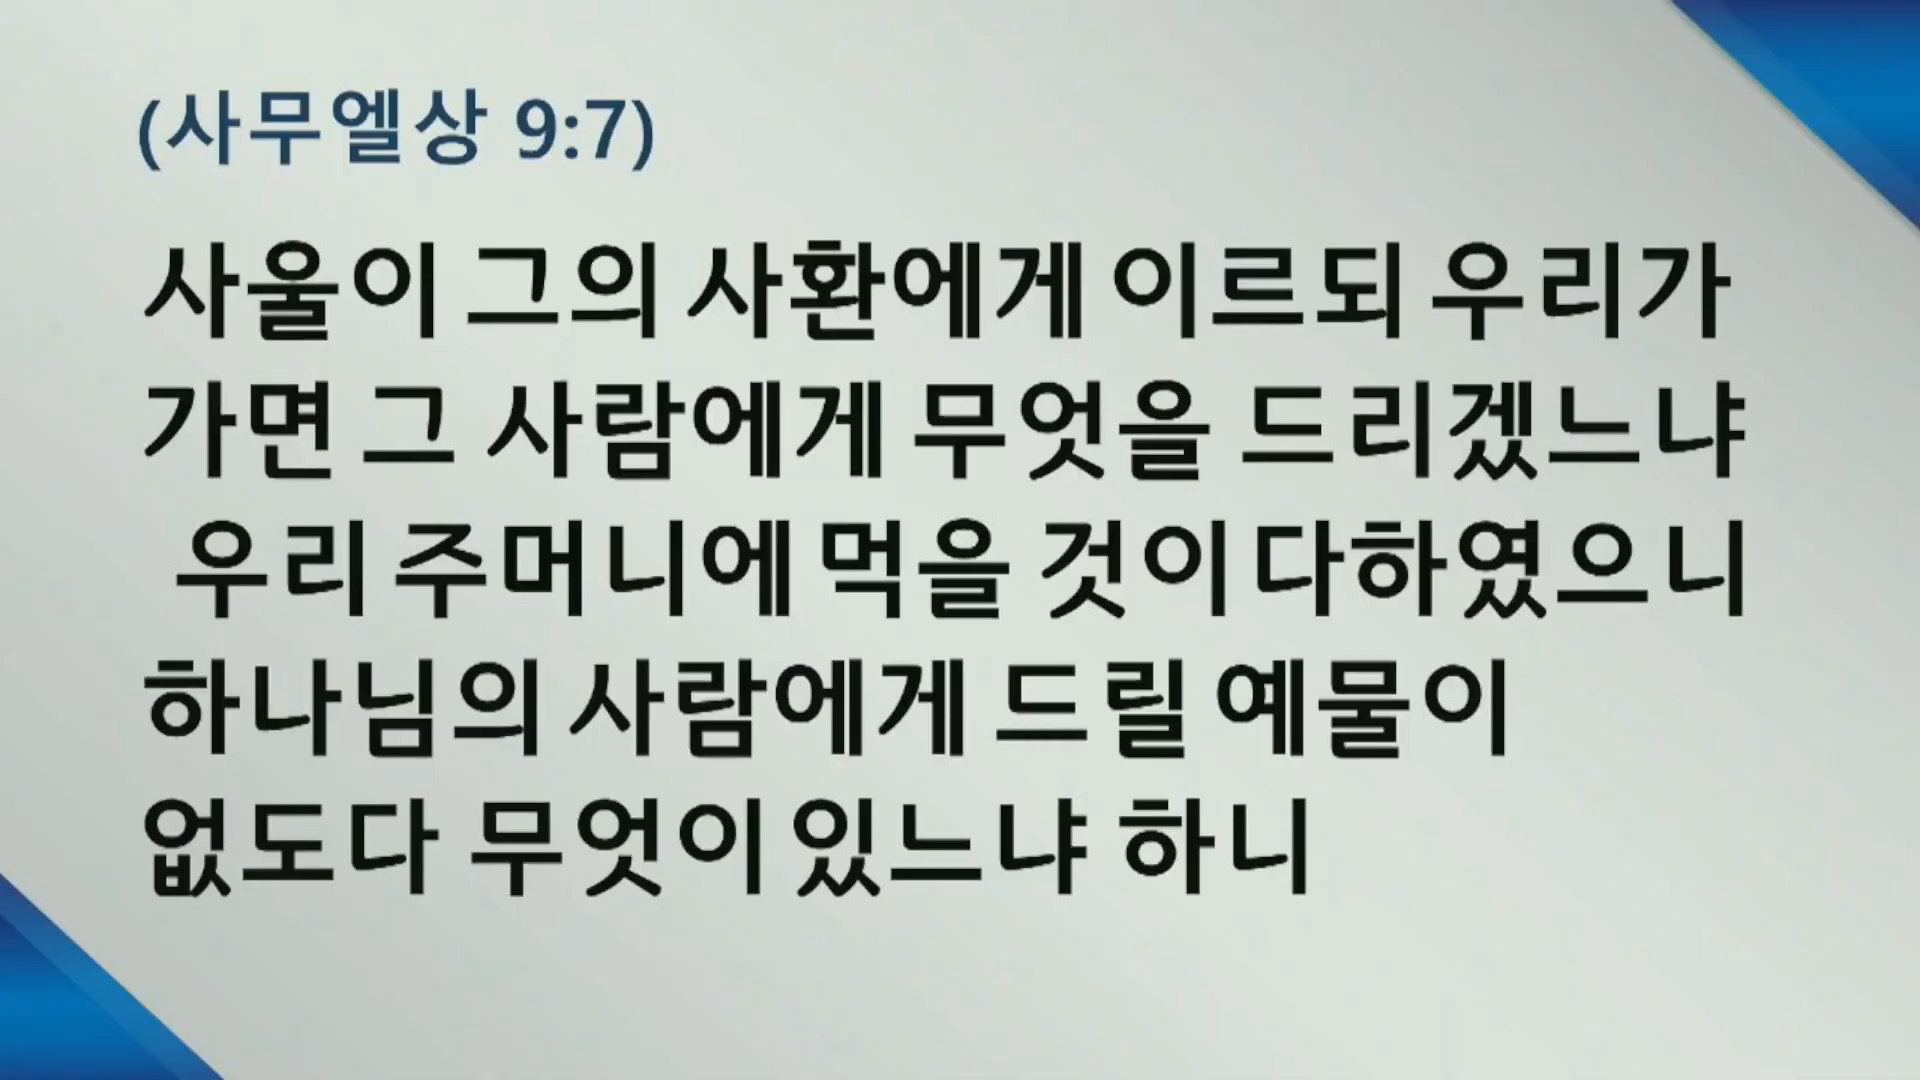 (사무엘상 9:7)
사울이 그의 사환에게 이르되 우리가
가면 그 사람에게 무엇을 드리겠느냐
우리 주머니에 먹을 것이 다하였으니
하나님의 사람에게 드릴 예물이
없도다 무엇이 있느냐 하니